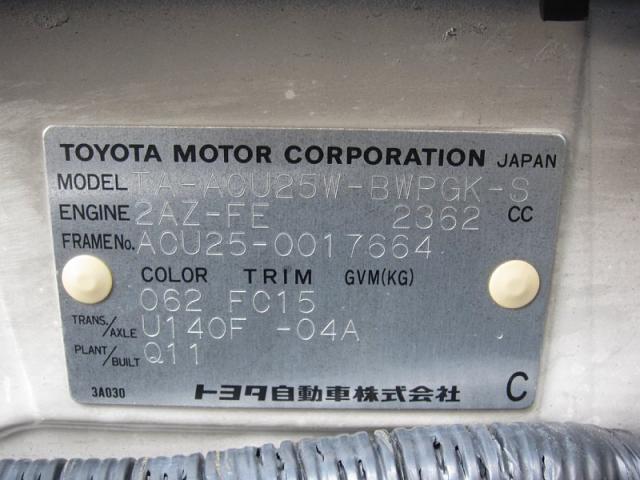 TOYOTA MOTOR CORPORATION JAPAN
MODEL TA-ACU25W-BWPGK-S
ENGINE 2AZ-FE 2362 CC
FRAME No. ACU25-0017664
COLOR TRIM GVM(KG)
062 FC15
TRANS./AXLE U140F -04A
PLANT/BUILT Q11
3A030 トヨタ自動車株式会社 C